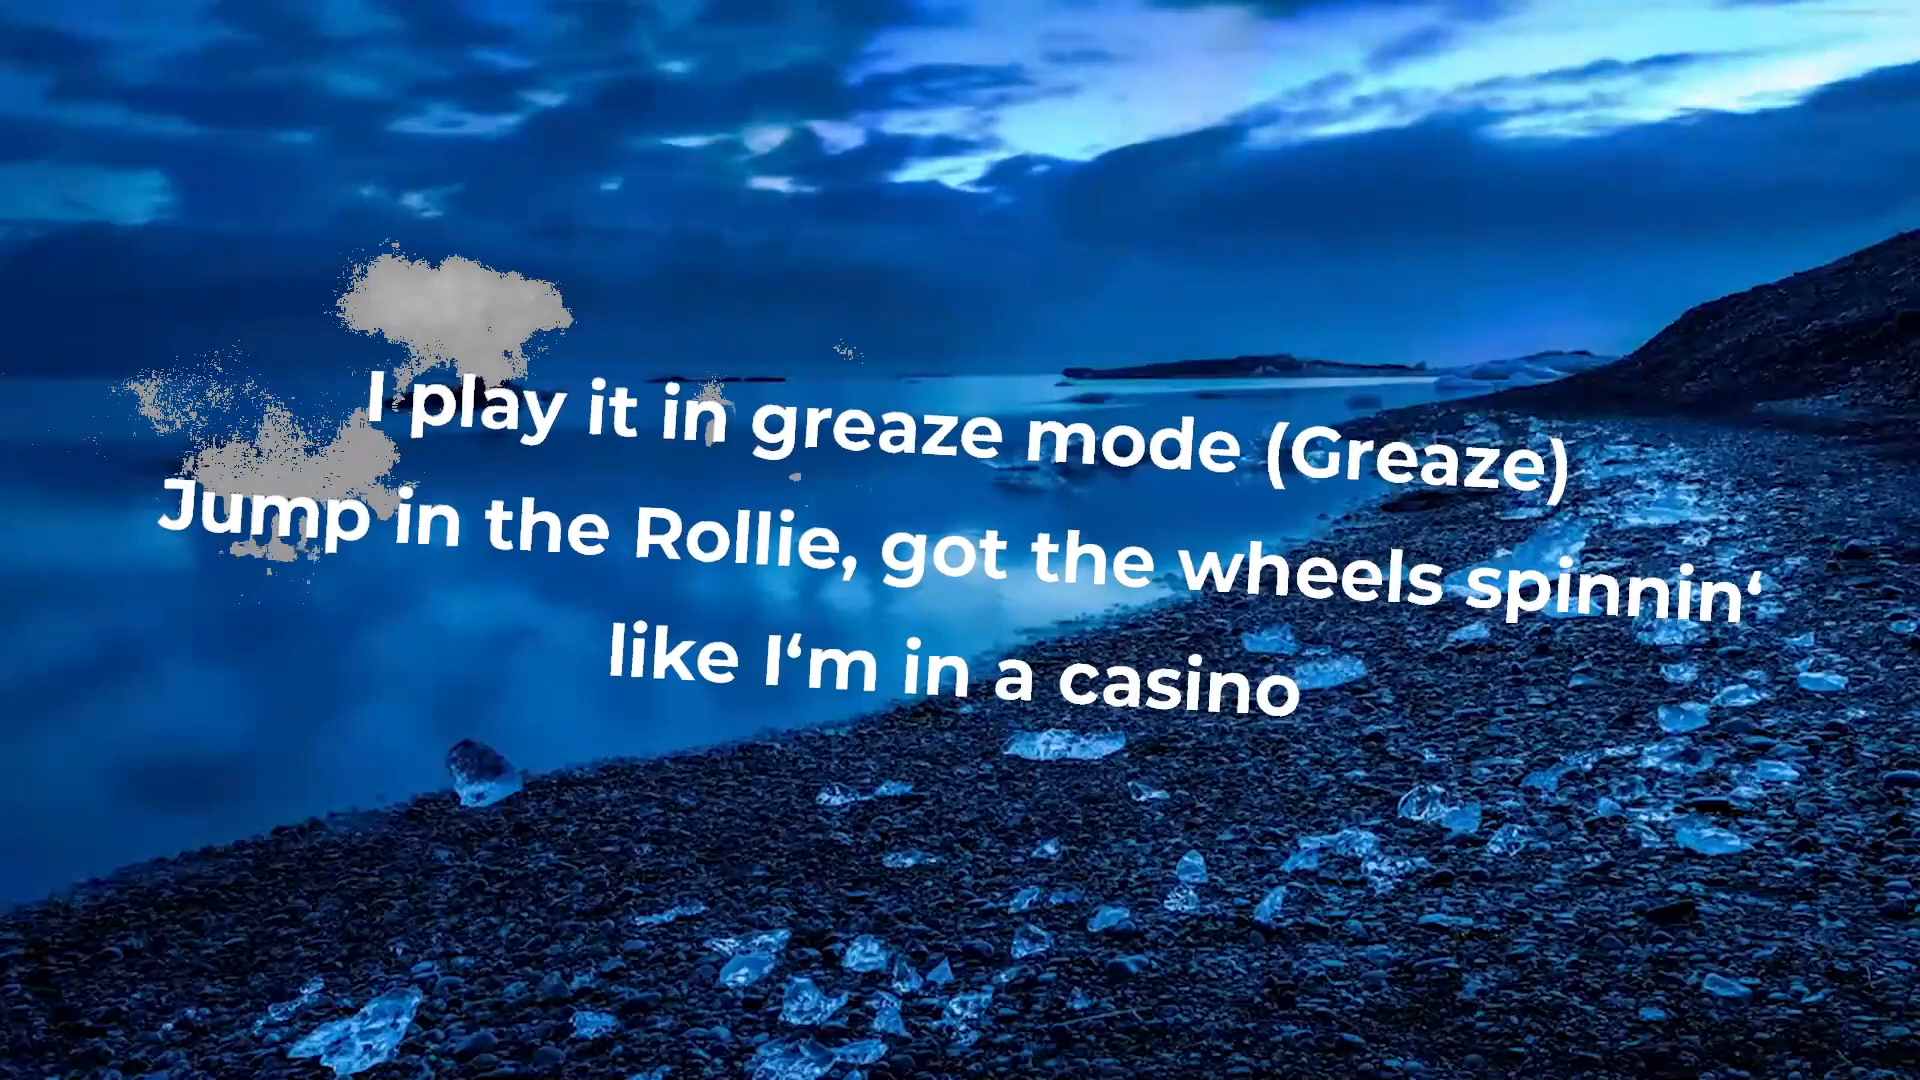 I play it in greaze mode (Greaze)
Jump in the Rollie, got the wheels spinnin‘
like I‘m in a casino